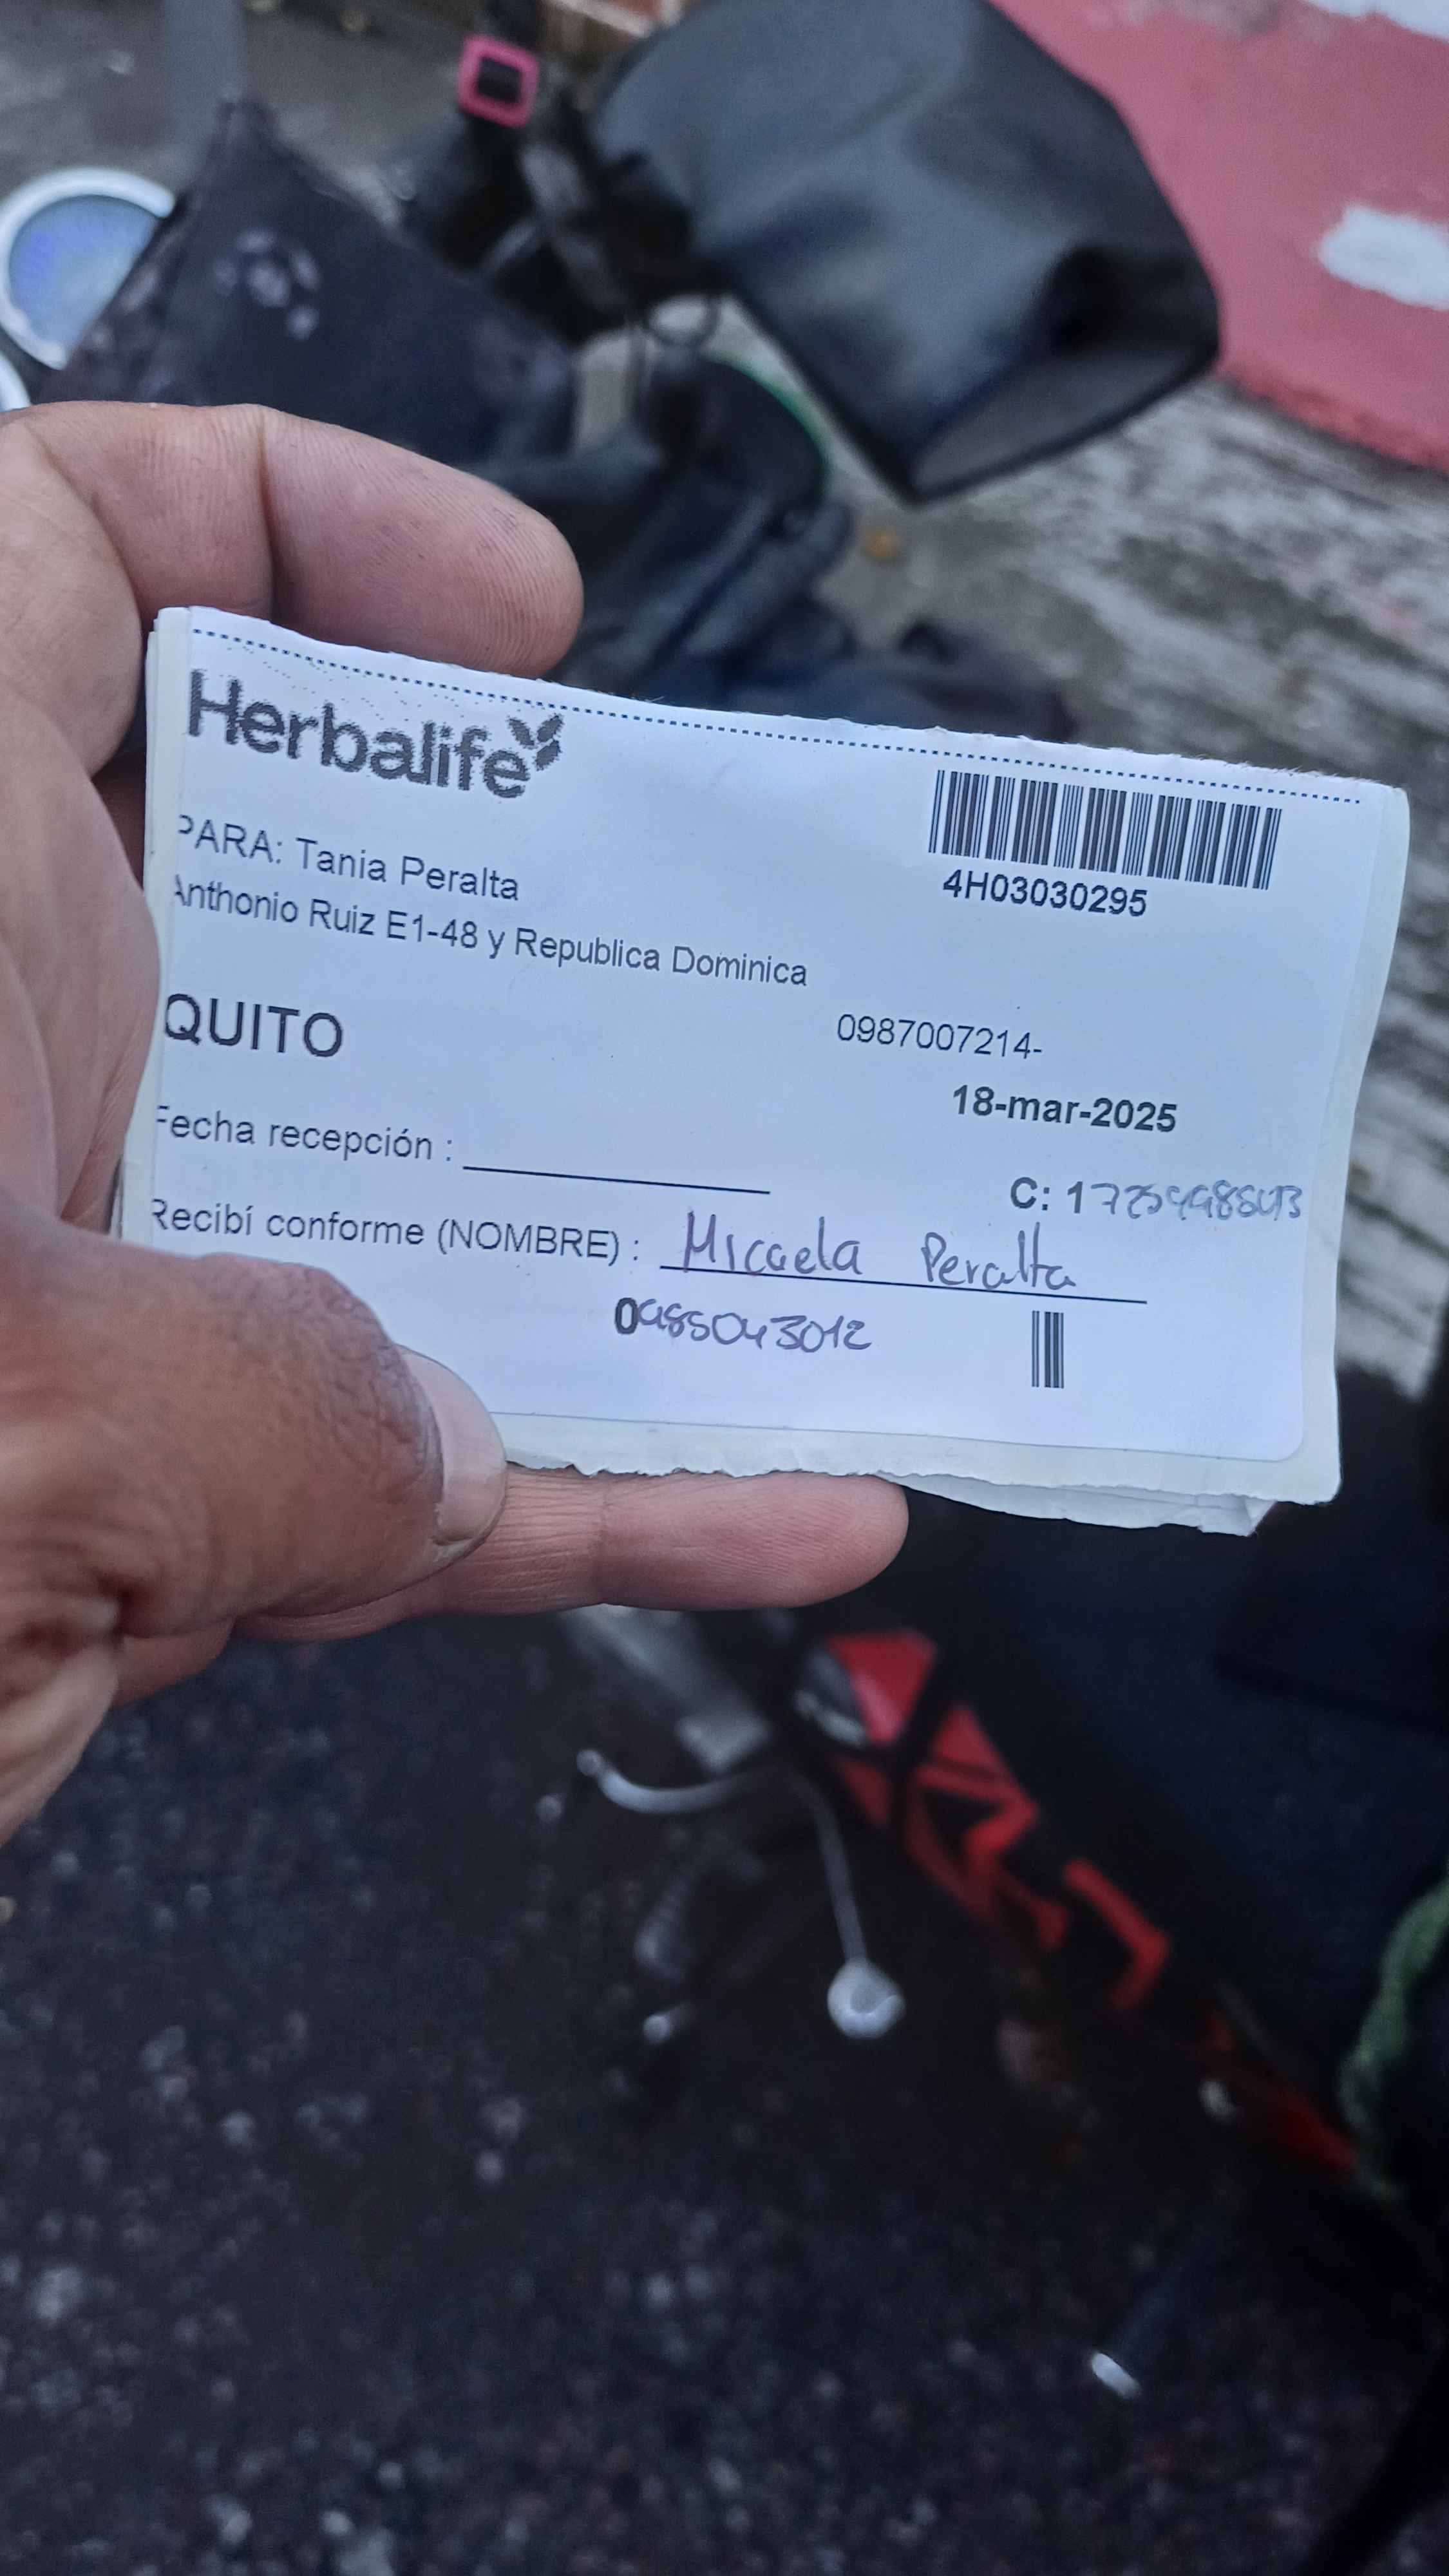 Herbalife
4H03030295
PARA: Tania Peralta
Anthonio Ruiz E1-48 y Republica Dominica
QUITO
0987007214-
18-mar-2025
Fecha recepción :
C:
Recibí conforme (NOMBRE) : Micaela Peralta
0985043012